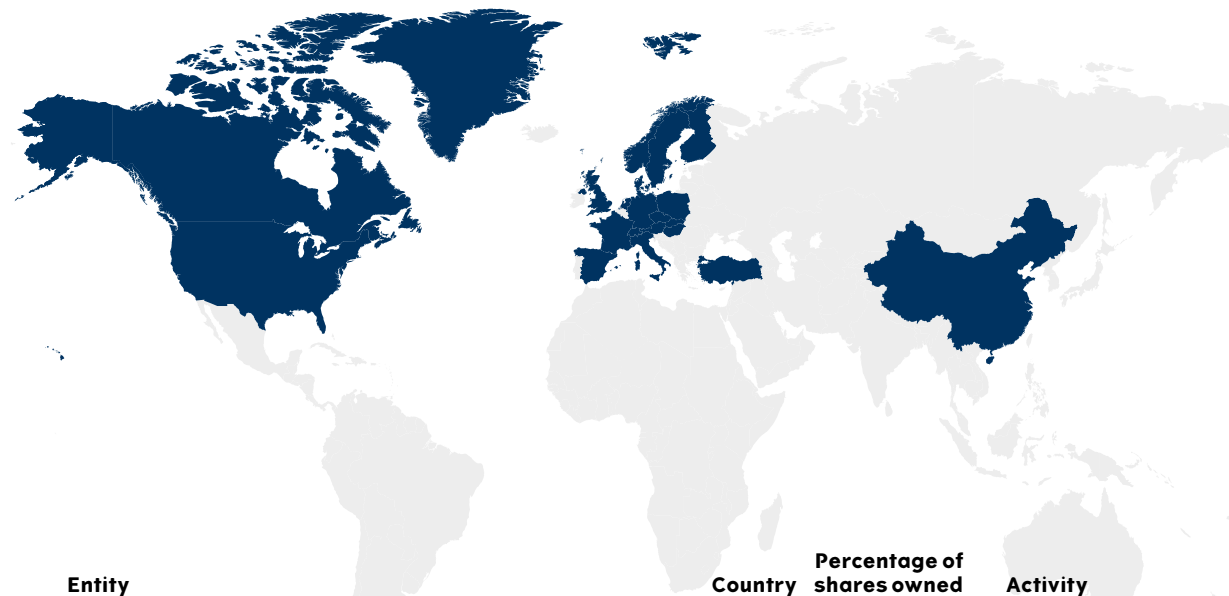 Entity
Country
Percentage of
shares owned
Activity